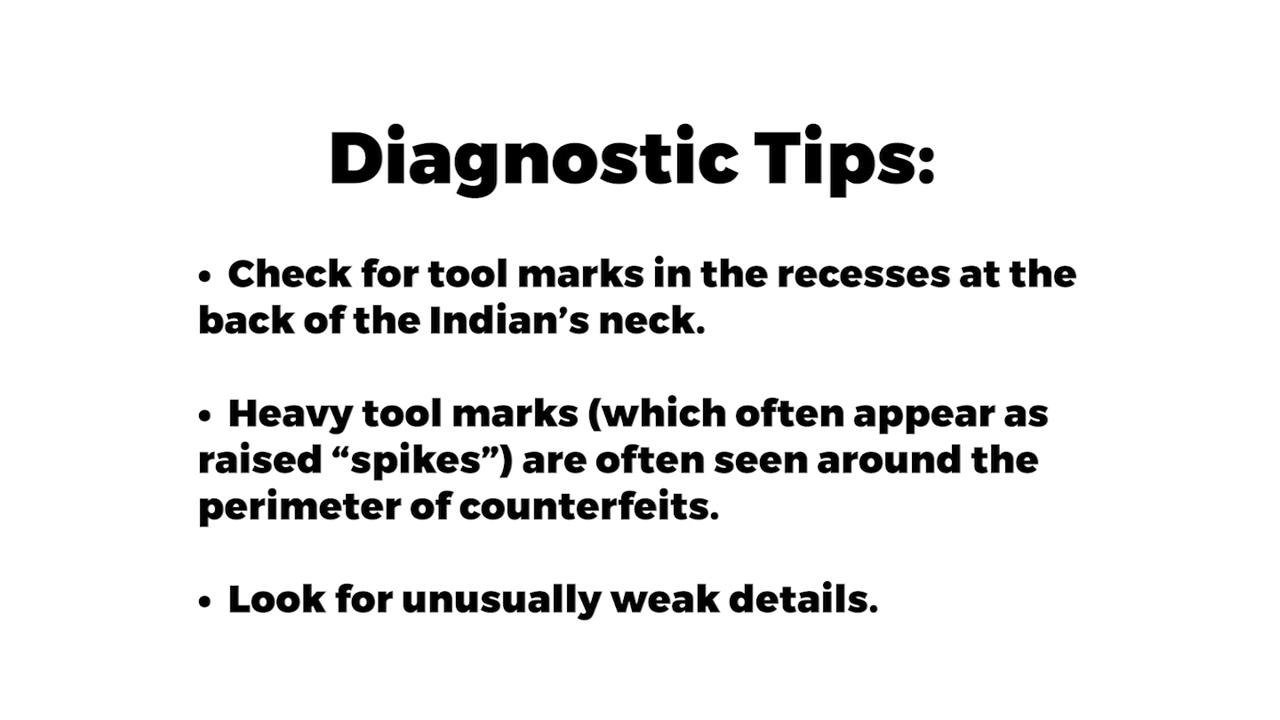 Diagnostic Tips:
• Check for tool marks in the recesses at the
back of the Indian’s neck.
• Heavy tool marks (which often appear as
raised “spikes”) are often seen around the
perimeter of counterfeits.
• Look for unusually weak details.